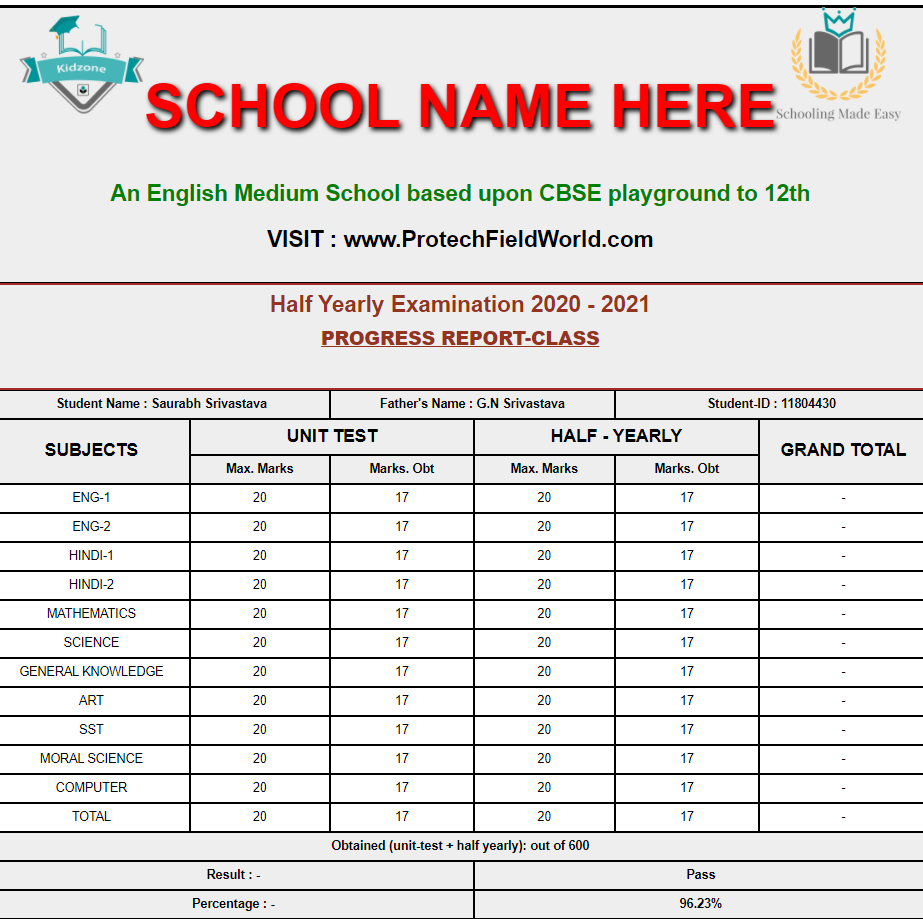 Kidzone
SCHOOL NAME HERE
Schooling Made Easy
An English Medium School based upon CBSE playground to 12th
VISIT : www.ProtechFieldWorld.com
Half Yearly Examination 2020 - 2021
PROGRESS REPORT-CLASS
Student Name : Saurabh Srivastava Father's Name : G.N Srivastava Student-ID : 11804430
SUBJECTS UNIT TEST HALF - YEARLY GRAND TOTAL
Max. Marks Marks. Obt Max. Marks Marks. Obt
ENG-1 20 17 20 17 -
ENG-2 20 17 20 17 -
HINDI-1 20 17 20 17 -
HINDI-2 20 17 20 17 -
MATHEMATICS 20 17 20 17 -
SCIENCE 20 17 20 17 -
GENERAL KNOWLEDGE 20 17 20 17 -
ART 20 17 20 17 -
SST 20 17 20 17 -
MORAL SCIENCE 20 17 20 17 -
COMPUTER 20 17 20 17 -
TOTAL 20 17 20 17 -
Obtained (unit-test + half yearly): out of 600
Result : - Pass
Percentage : - 96.23%